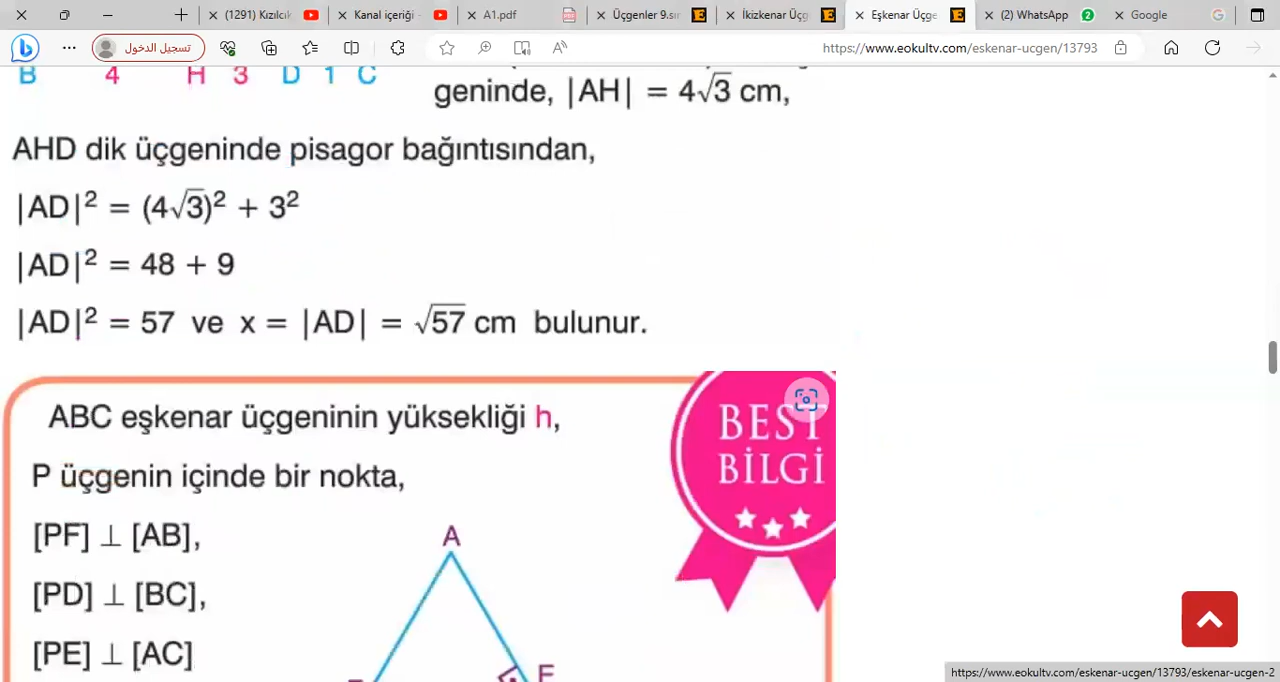 (1291) Kızılcık
Kanal içeriği -
A1.pdf
Üçgenler 9.sın
İkizkenar Üçg
Eşkenar Üçge
(2) WhatsApp
2
Google
تسجيل الدخول
https://www.eokultv.com/eskenar-ucgen/13793
B 4 H 3 D 1 C
geninde, |AH| = 4√3 cm,
AHD dik üçgeninde pisagor bağıntısından,
|AD|² = (4√3)² + 3²
|AD|² = 48 + 9
|AD|² = 57 ve x = |AD| = √57 cm bulunur.
ABC eşkenar üçgeninin yüksekliği h,
BEST
BİLGİ
P üçgenin içinde bir nokta,
[PF] ⊥ [AB],
A
[PD] ⊥ [BC],
[PE] ⊥ [AC]
E
https://www.eokultv.com/eskenar-ucgen/13793/eskenar-ucgen-2